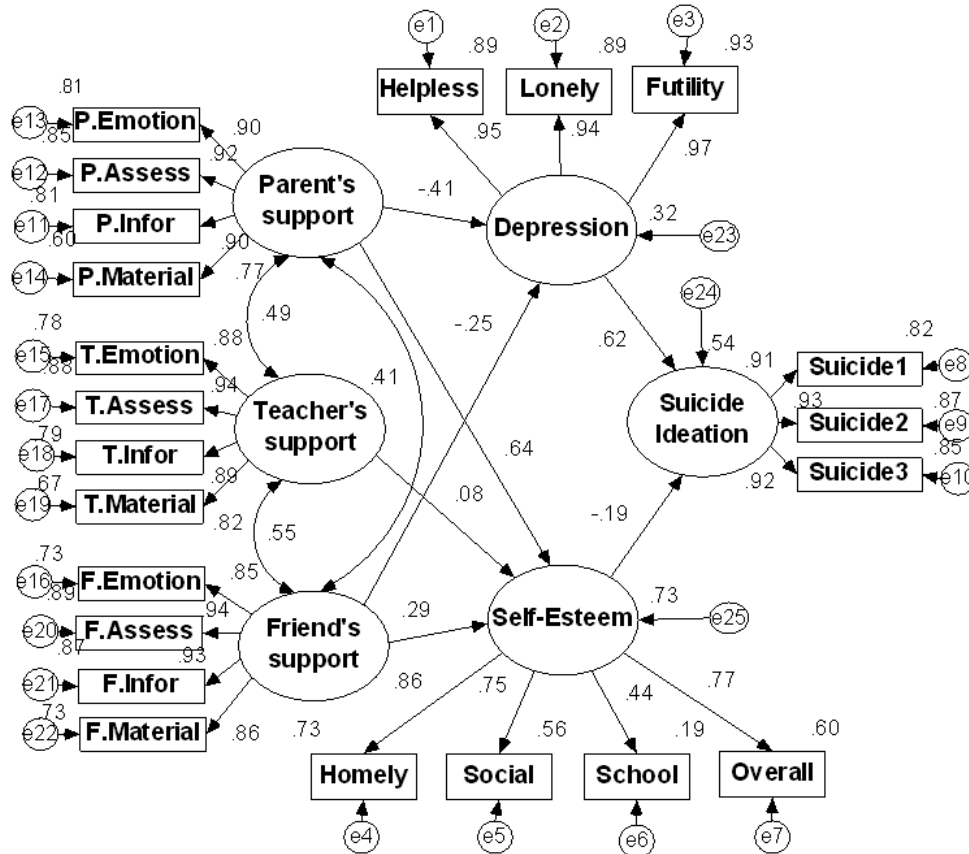 e1
e2
e3
.89
.89
.93
Helpless
Lonely
Futility
.95
.94
.97
.81
e13
P.Emotion
.90
.85
e12
P.Assess
.92
.81
e11
P.Infor
.60
.90
e14
P.Material
.77
Parent's
support
-.41
Depression
.32
e23
.49
-.25
.62
e24
.54
.78
e15
T.Emotion
.88
.88
e17
T.Assess
.94
.79
e18
T.Infor
.89
.67
e19
T.Material
.82
Teacher's
support
.41
.64
.08
.55
Suicide
Ideation
.91
.82
Suicide1
e8
.93
.87
Suicide2
e9
.85
.92
Suicide3
e10
-.19
.73
e16
F.Emotion
.85
.89
e20
F.Assess
.94
.87
e21
F.Infor
.93
.73
e22
F.Material
.86
Friend's
support
.29
Self-Esteem
.73
e25
.86
.75
.44
.77
.73
.56
.19
.60
Homely
Social
School
Overall
e4
e5
e6
e7